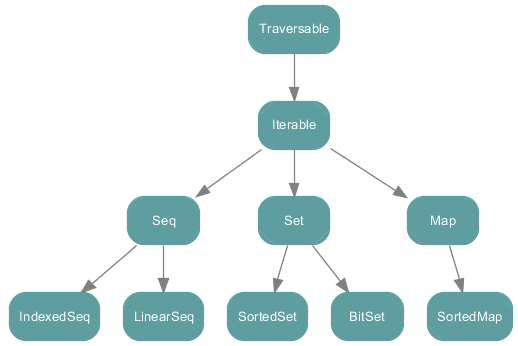 Traversable
Iterable
Seq
Set
Map
IndexedSeq
LinearSeq
SortedSet
BitSet
SortedMap